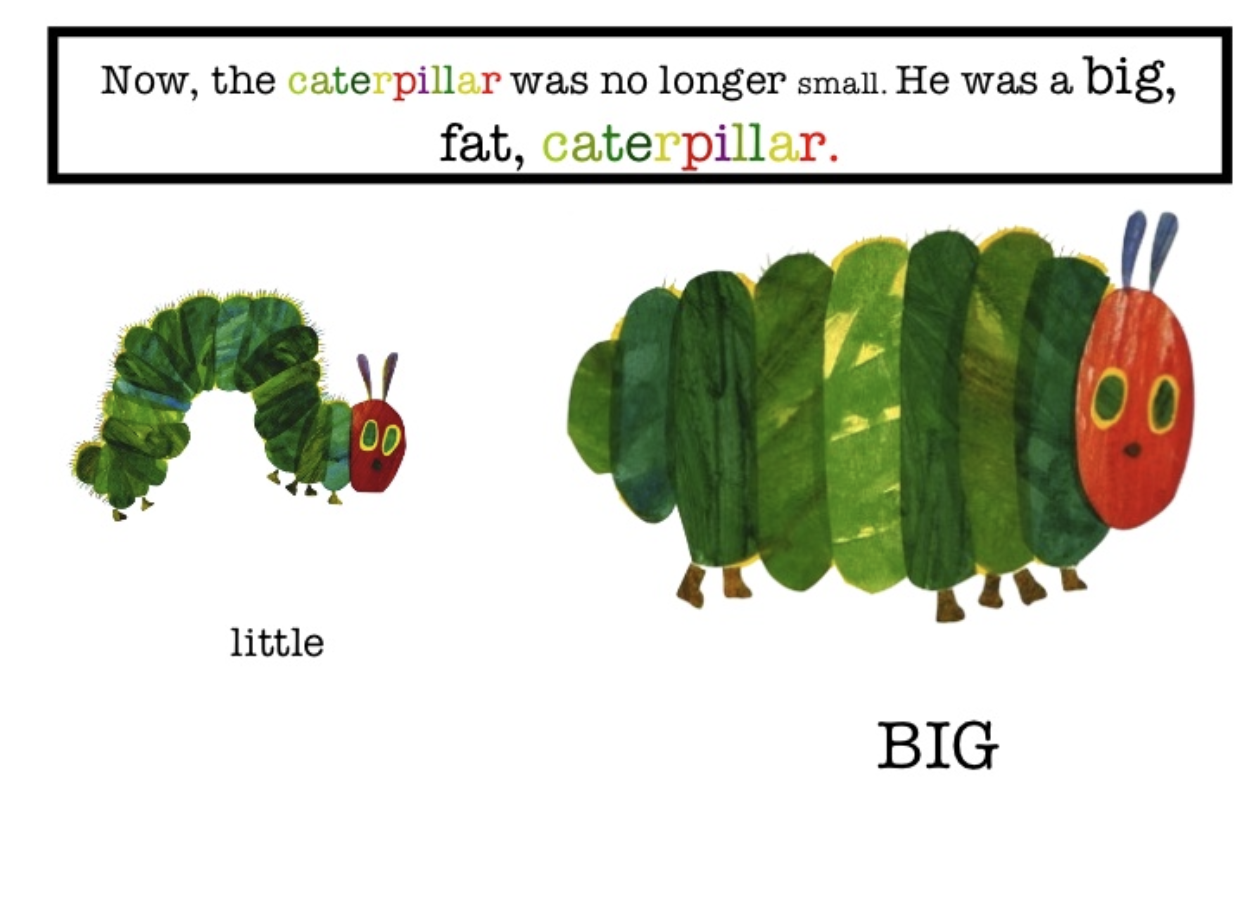 Now, the caterpillar was no longer small. He was a big,
fat, caterpillar.
little
BIG